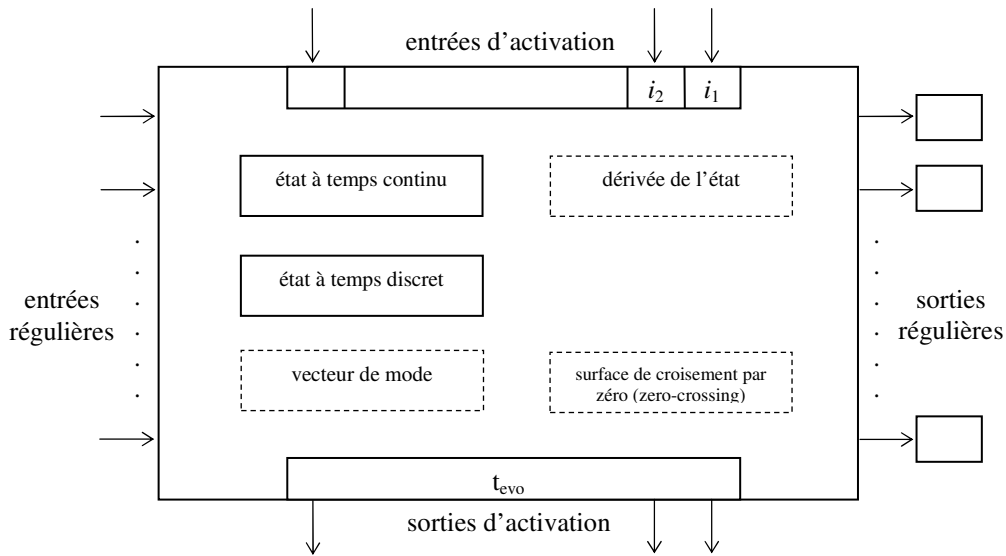 entrées d'activation
i₂ i₁
état à temps continu
dérivée de l'état
état à temps discret
entrées
régulières
sorties
régulières
vecteur de mode
surface de croisement par
zéro (zero-crossing)
tevo
sorties d'activation